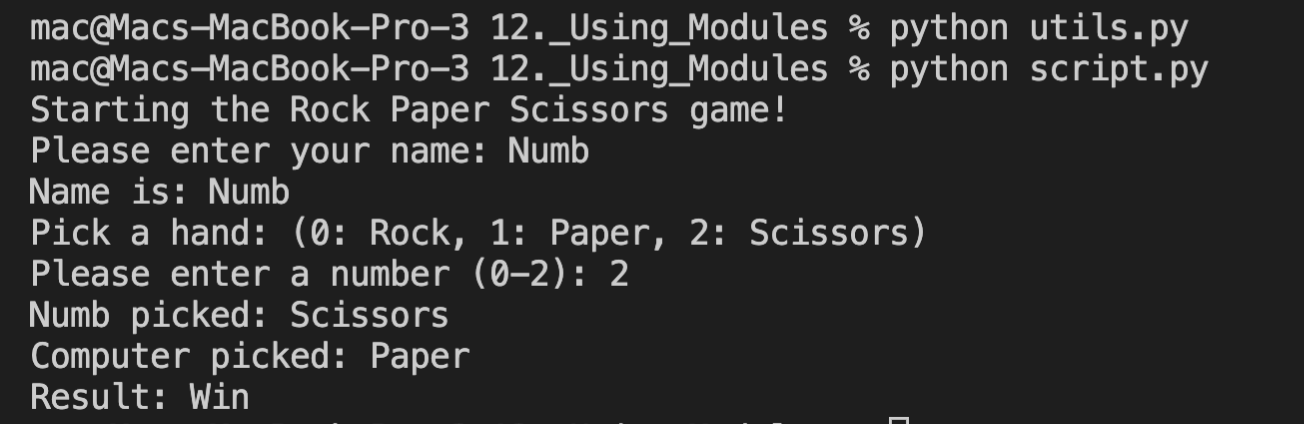 mac@Macs-MacBook-Pro-3 12._Using_Modules % python utils.py
mac@Macs-MacBook-Pro-3 12._Using_Modules % python script.py
Starting the Rock Paper Scissors game!
Please enter your name: Numb
Name is: Numb
Pick a hand: (0: Rock, 1: Paper, 2: Scissors)
Please enter a number (0-2): 2
Numb picked: Scissors
Computer picked: Paper
Result: Win